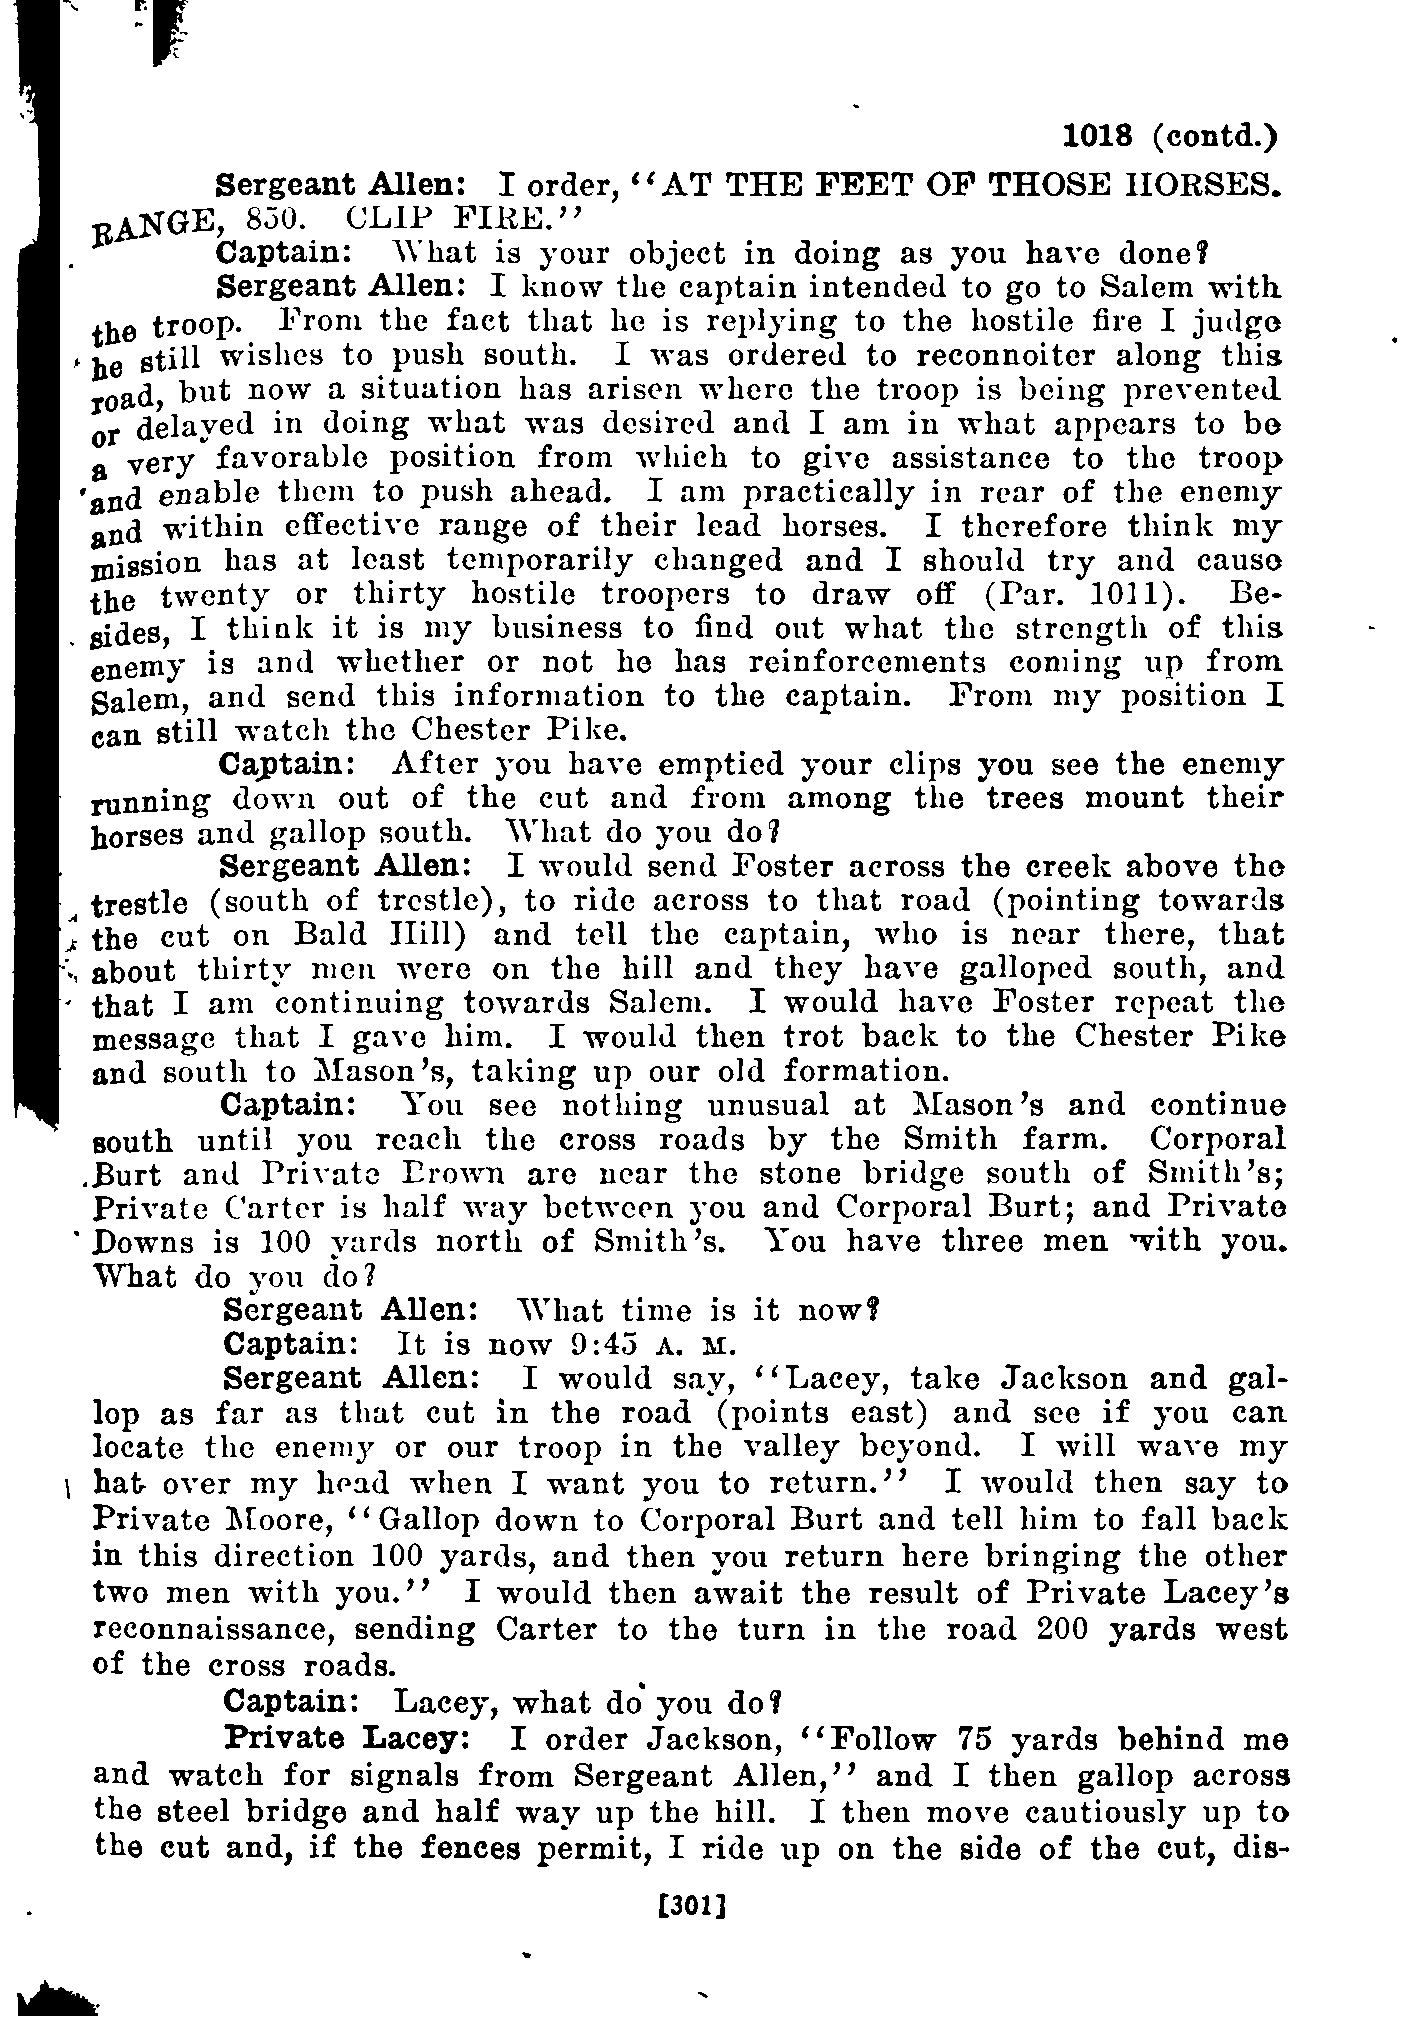 1018 (contd.)
Sergeant Allen: I order, "AT THE FEET OF THOSE HORSES.
RANGE, 850. CLIP FIRE."
Captain: What is your object in doing as you have done?
Sergeant Allen: I know the captain intended to go to Salem with
the troop. From the fact that he is replying to the hostile fire I judge
he still wishes to push south. I was ordered to reconnoiter along this
road, but now a situation has arisen where the troop is being prevented
or delayed in doing what was desired and I am in what appears to be
a very favorable position from which to give assistance to the troop
and enable them to push ahead. I am practically in rear of the enemy
and within effective range of their lead horses. I therefore think my
mission has at least temporarily changed and I should try and cause
the twenty or thirty hostile troopers to draw off (Par. 1011). Be-
sides, I think it is my business to find out what the strength of this
enemy is and whether or not he has reinforcements coming up from
Salem, and send this information to the captain. From my position I
can still watch the Chester Pike.
Captain: After you have emptied your clips you see the enemy
running down out of the cut and from among the trees mount their
horses and gallop south. What do you do?
Sergeant Allen: I would send Foster across the creek above the
trestle (south of trestle), to ride across to that road (pointing towards
the cut on Bald Hill) and tell the captain, who is near there, that
about thirty men were on the hill and they have galloped south, and
that I am continuing towards Salem. I would have Foster repeat the
message that I gave him. I would then trot back to the Chester Pike
and south to Mason's, taking up our old formation.
Captain: You see nothing unusual at Mason's and continue
south until you reach the cross roads by the Smith farm. Corporal
Burt and Private Brown are near the stone bridge south of Smith's;
Private Carter is half way between you and Corporal Burt; and Private
Downs is 100 yards north of Smith's. You have three men with you.
What do you do?
Sergeant Allen: What time is it now?
Captain: It is now 9:45 A. M.
Sergeant Allen: I would say, "Lacey, take Jackson and gal-
lop as far as that cut in the road (points east) and see if you can
locate the enemy or our troop in the valley beyond. I will wave my
hat over my head when I want you to return." I would then say to
Private Moore, "Gallop down to Corporal Burt and tell him to fall back
in this direction 100 yards, and then you return here bringing the other
two men with you." I would then await the result of Private Lacey's
reconnaissance, sending Carter to the turn in the road 200 yards west
of the cross roads.
Captain: Lacey, what do you do?
Private Lacey: I order Jackson, "Follow 75 yards behind me
and watch for signals from Sergeant Allen," and I then gallop across
the steel bridge and half way up the hill. I then move cautiously up to
the cut and, if the fences permit, I ride up on the side of the cut, dis-
[301]